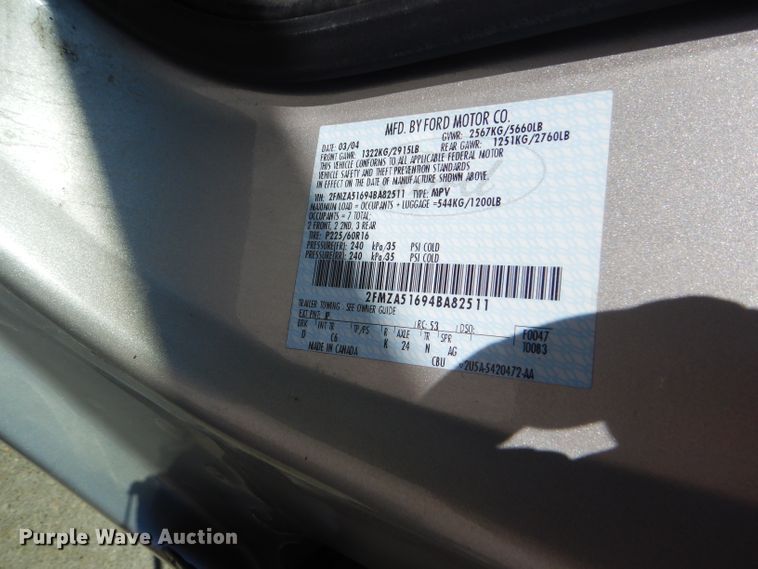 MFD. BY FORD MOTOR CO.
DATE: 03/04 GVWR: 2567KG/5660LB
FRONT GAWR: 1322KG/2915LB REAR GAWR: 1251KG/2760LB
THIS VEHICLE CONFORMS TO ALL APPLICABLE FEDERAL MOTOR
VEHICLE SAFETY AND THEFT PREVENTION STANDARDS
IN EFFECT ON THE DATE OF MANUFACTURE SHOWN ABOVE.
VIN: 2FMZA51694BA82511 TYPE: MPV
MAXIMUM LOAD = OCCUPANTS + LUGGAGE =544KG/1200LB
OCCUPANTS = 7 TOTAL;
2 FRONT, 2 2ND, 3 REAR
TIRE: P225/60R16
PRESSURE(FR): 240 kPa/35 PSI COLD
PRESSURE(RR): 240 kPa/35 PSI COLD
2FMZA51694BA82511
TRAILER TOWING - SEE OWNER GUIDE
EXT PNT: JP RC: 53 DSO: F0047
BRK INT TR TP/PS R AXLE TR SPR 10083
D C6 K 24 N AG
MADE IN CANADA CBU 2U5A-5420472-AA
Ford
Purple Wave Auction